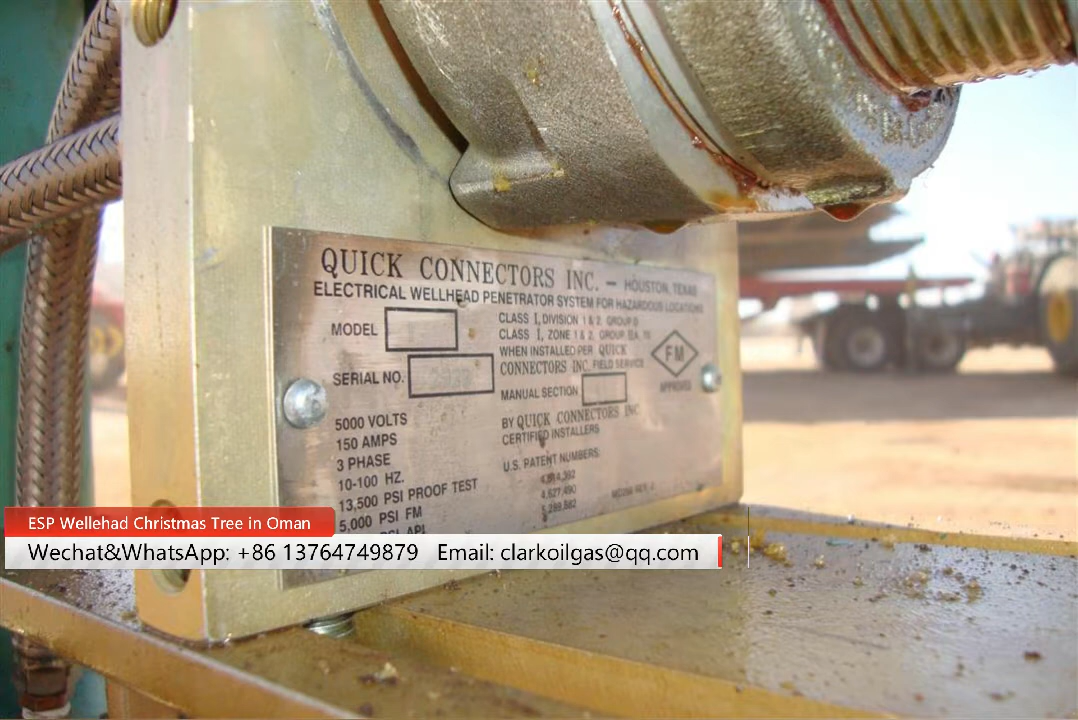 QUICK CONNECTORS INC. — HOUSTON, TEXAS
ELECTRICAL WELLHEAD PENETRATOR SYSTEM FOR HAZARDOUS LOCATIONS
MODEL
SERIAL NO.
CLASS I, DIVISION 1 & 2, GROUP D
CLASS I, ZONE 1 & 2, GROUP
WHEN INSTALLED PER QUICK
CONNECTORS INC. FIELD SERVICE
MANUAL SECTION
BY QUICK CONNECTORS INC
CERTIFIED INSTALLERS
FM
APPROVED
5000 VOLTS
150 AMPS
3 PHASE
10-100 HZ.
13,500 PSI PROOF TEST
5,000 PSI FM
PSI API
U.S. PATENT NUMBERS:
4,627,490
ESP Wellehad Christmas Tree in Oman
Wechat&WhatsApp: +86 13764749879 Email: clarkoilgas@qq.com